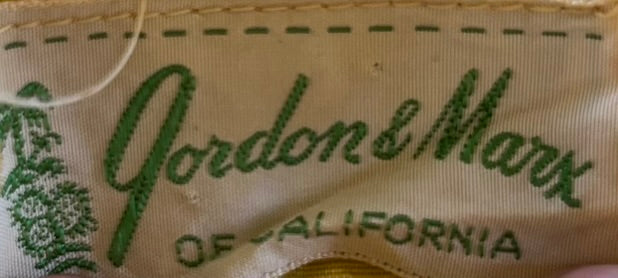 Gordon & Marx
OF CALIFORNIA